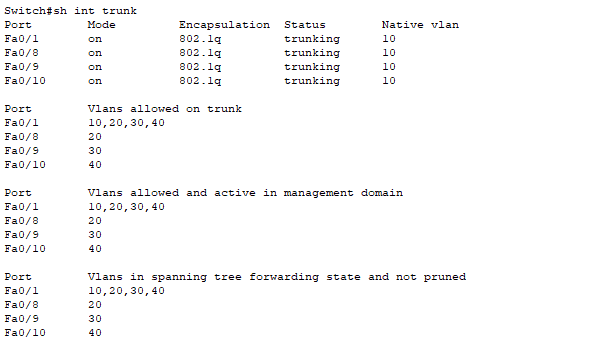 Switch#sh int trunk
Port        Mode         Encapsulation  Status        Native vlan
Fa0/1       on           802.1q         trunking      10
Fa0/8       on           802.1q         trunking      10
Fa0/9       on           802.1q         trunking      10
Fa0/10      on           802.1q         trunking      10

Port        Vlans allowed on trunk
Fa0/1       10,20,30,40
Fa0/8       20
Fa0/9       30
Fa0/10      40

Port        Vlans allowed and active in management domain
Fa0/1       10,20,30,40
Fa0/8       20
Fa0/9       30
Fa0/10      40

Port        Vlans in spanning tree forwarding state and not pruned
Fa0/1       10,20,30,40
Fa0/8       20
Fa0/9       30
Fa0/10      40